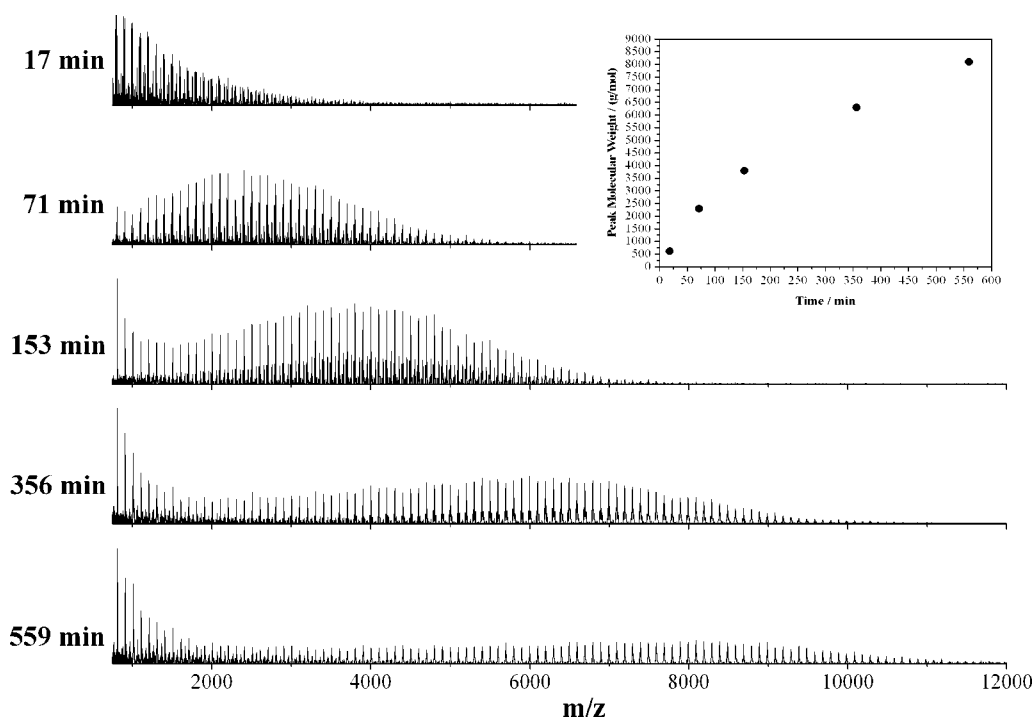 17 min
71 min
153 min
356 min
559 min
2000 4000 6000 8000 10000 12000
m/z
Peak Molecular Weight / (g/mol)
9000
8500
8000
7500
7000
6500
6000
5500
5000
4500
4000
3500
3000
2500
2000
1500
1000
500
0
0 50 100 150 200 250 300 350 400 450 500 550 600
Time / min